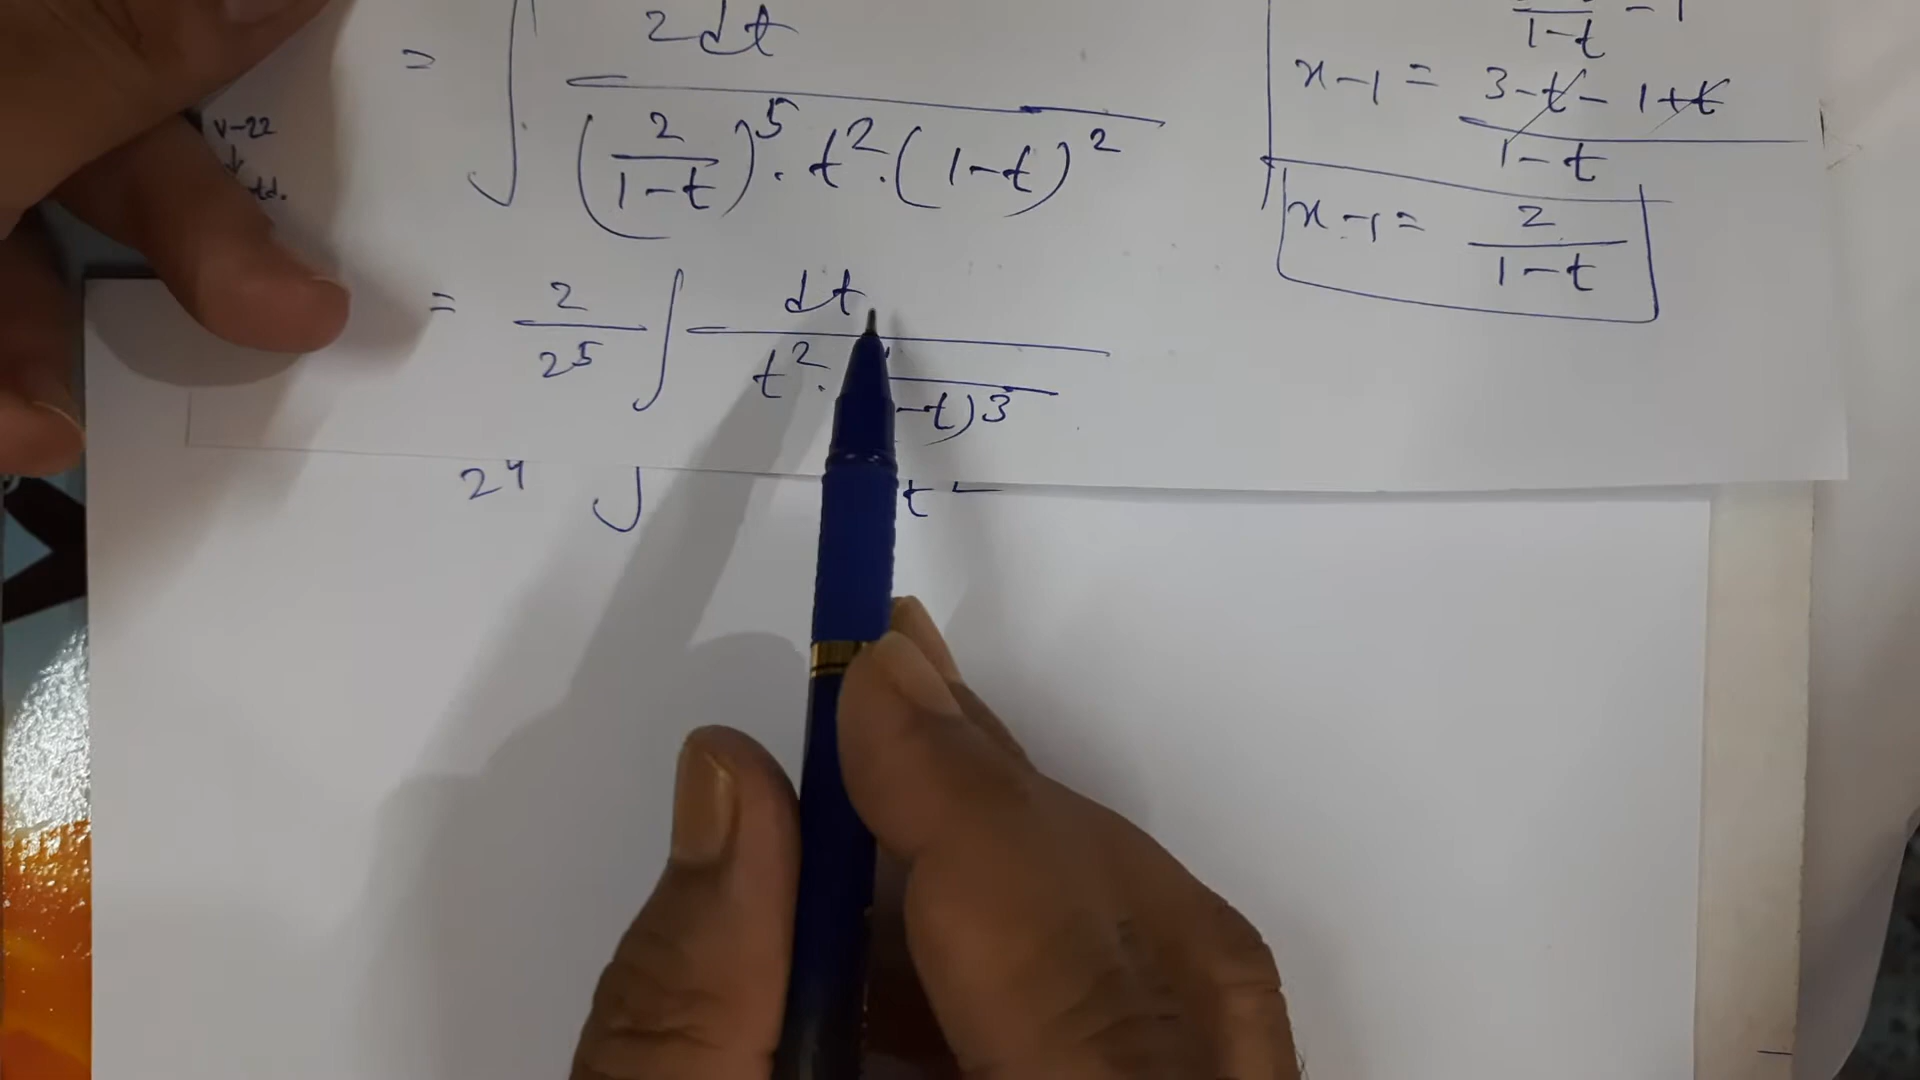 = ∫ 2dt / (2/(1-t))^5 . t^2 . (1-t)^2
v-22
↓
td.
= 2/2^5 ∫ dt / t^2 . -t)3
2^4 ∫ t
1-t - 1
x-1 = 3-t-1+t / 1-t
x-1 = 2 / 1-t